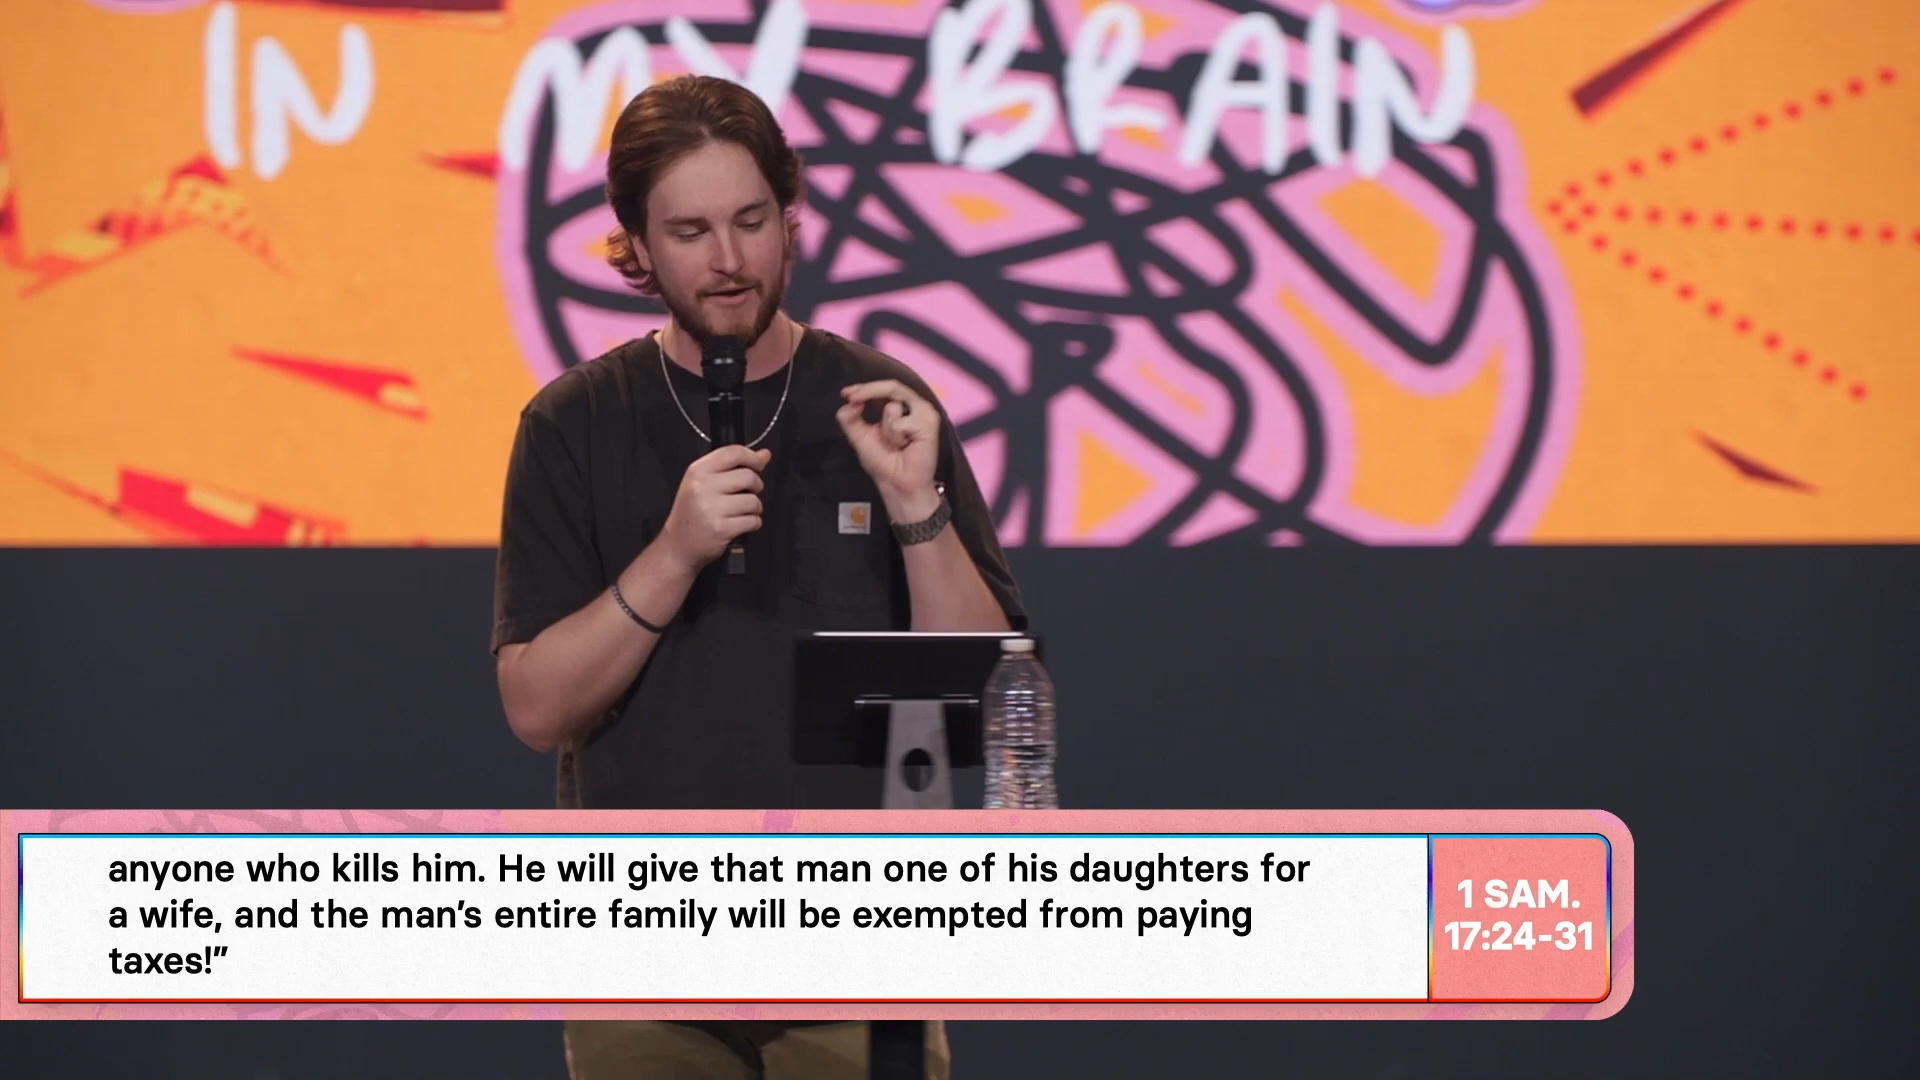 IN MY BRAIN
anyone who kills him. He will give that man one of his daughters for
a wife, and the man’s entire family will be exempted from paying
taxes!”
1 SAM.
17:24-31